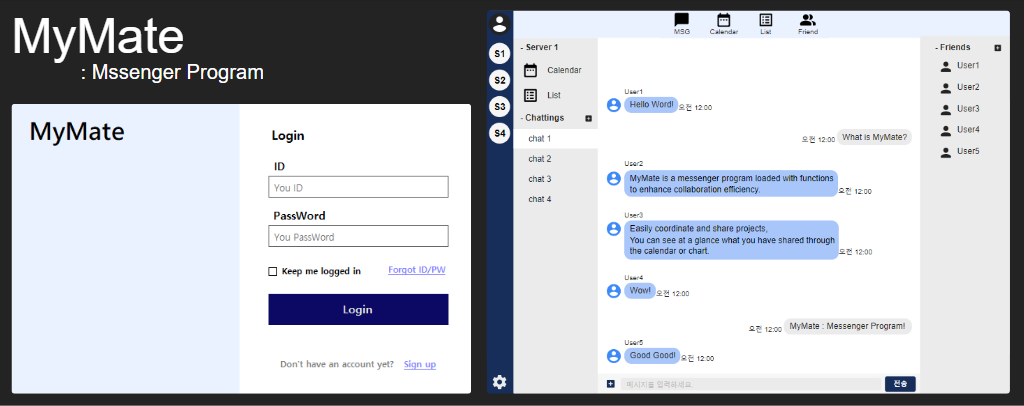 MyMate
: Mssenger Program
MyMate
Login
ID
You ID
PassWord
You PassWord
Keep me logged in
Forgot ID/PW
Login
Don't have an account yet?
Sign up
S1
S2
S3
S4
MSG
Calendar
List
Friend
- Server 1
Calendar
List
- Chattings
chat 1
chat 2
chat 3
chat 4
User1
Hello Word!
오전 12:00
오전 12:00
What is MyMate?
User2
MyMate is a messenger program loaded with functions
to enhance collaboration efficiency.
오전 12:00
User3
Easily coordinate and share projects,
You can see at a glance what you have shared through
the calendar or chart.
오전 12:00
User4
Wow!
오전 12:00
오전 12:00
MyMate : Messenger Program!
User5
Good Good!
오전 12:00
메시지를 입력하세요.
전송
- Friends
User1
User2
User3
User4
User5